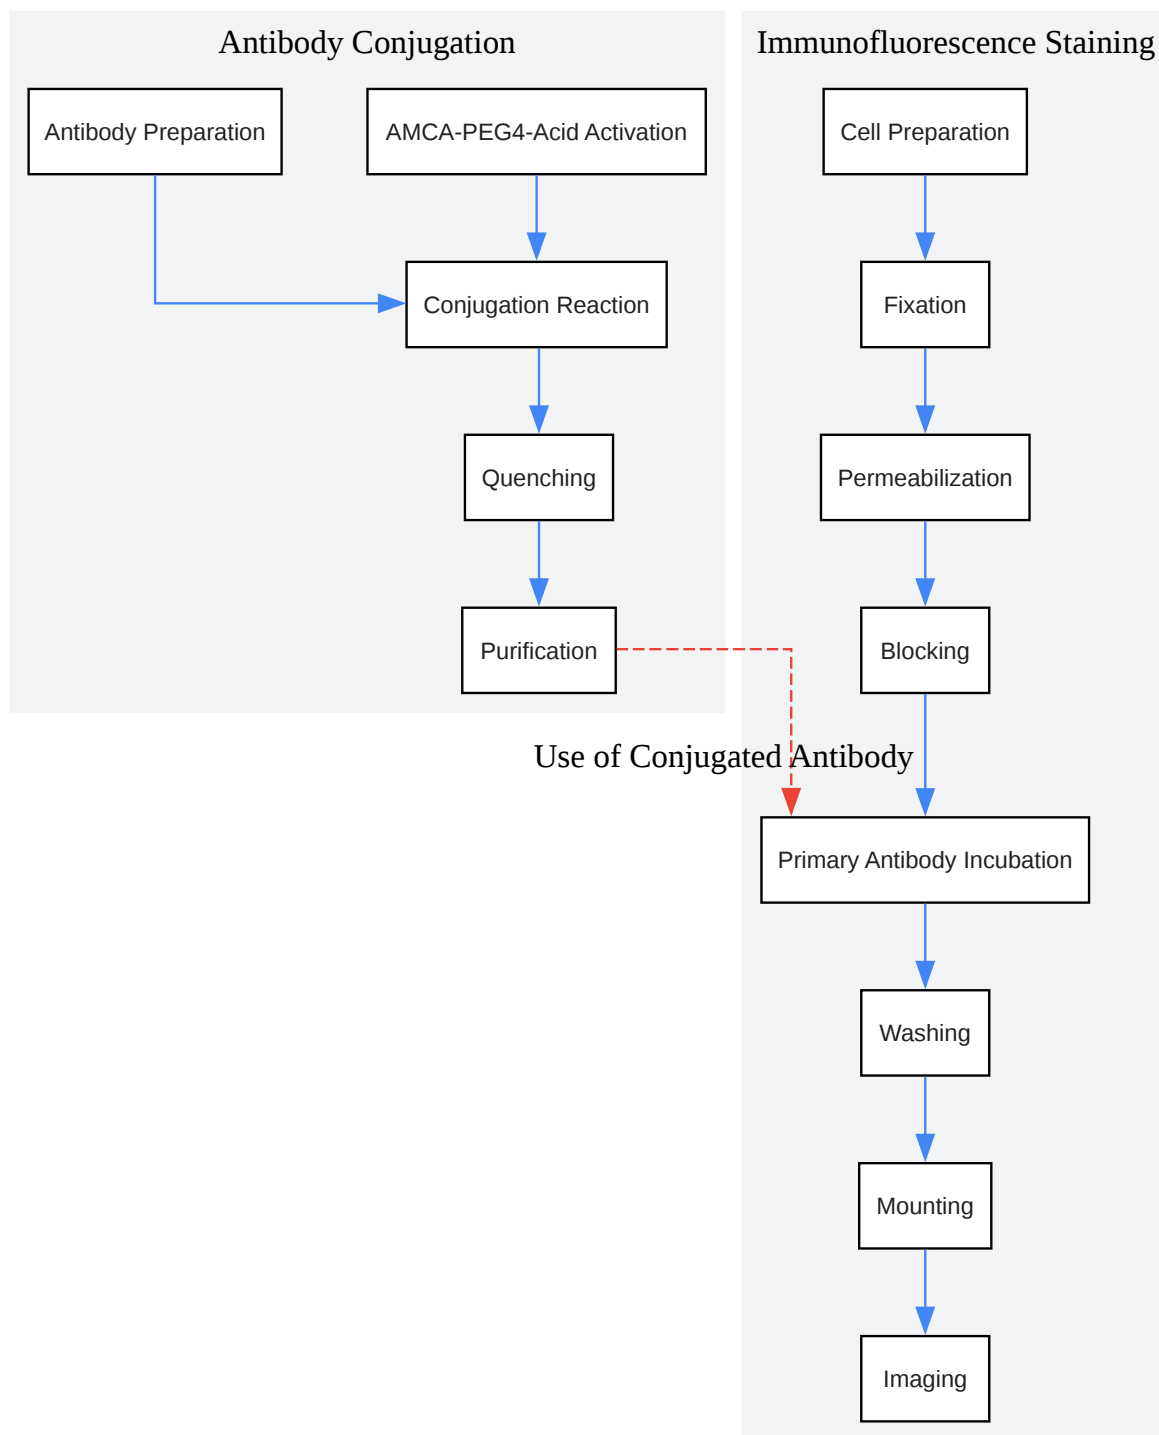 Antibody Conjugation
Antibody Preparation
AMCA-PEG4-Acid Activation
Conjugation Reaction
Quenching
Purification
Use of Conjugated Antibody
Immunofluorescence Staining
Cell Preparation
Fixation
Permeabilization
Blocking
Primary Antibody Incubation
Washing
Mounting
Imaging